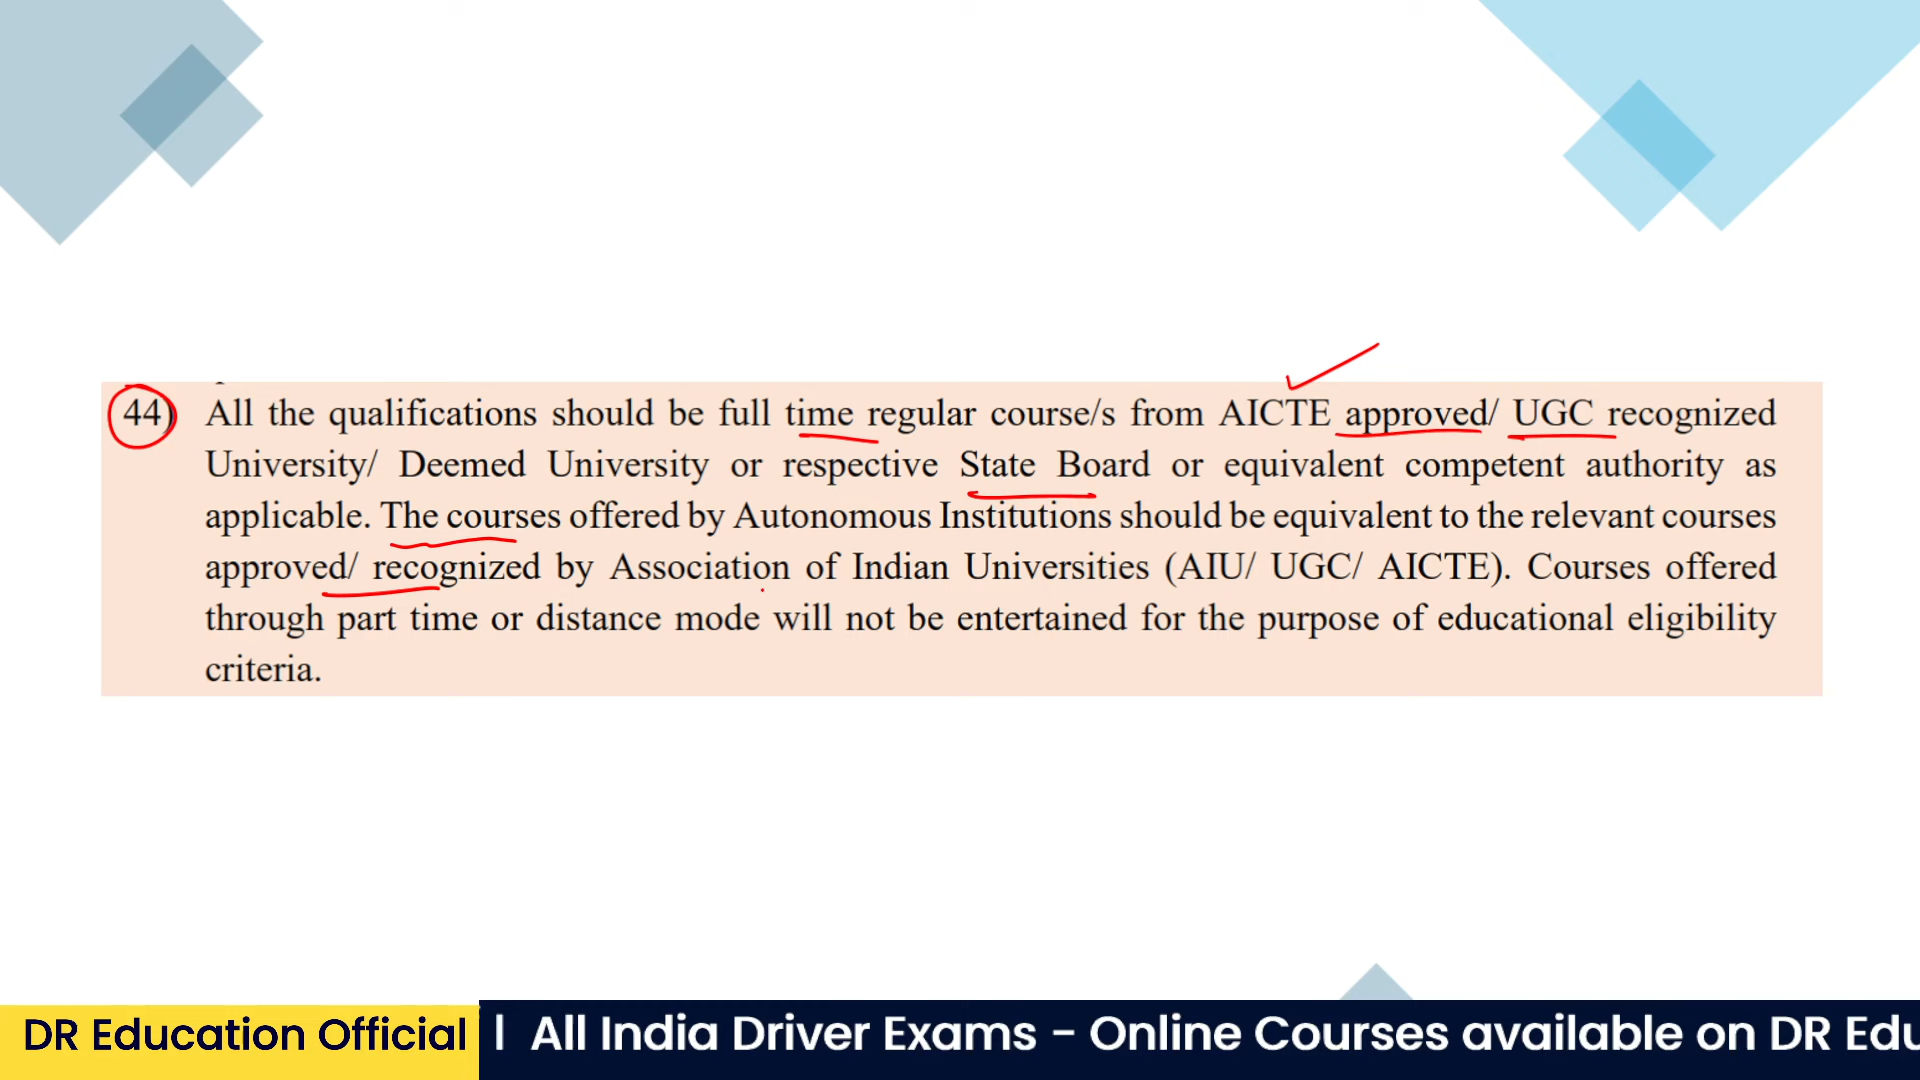 44) All the qualifications should be full time regular course/s from AICTE approved/ UGC recognized
University/ Deemed University or respective State Board or equivalent competent authority as
applicable. The courses offered by Autonomous Institutions should be equivalent to the relevant courses
approved/ recognized by Association of Indian Universities (AIU/ UGC/ AICTE). Courses offered
through part time or distance mode will not be entertained for the purpose of educational eligibility
criteria.
DR Education Official | All India Driver Exams - Online Courses available on DR Edu